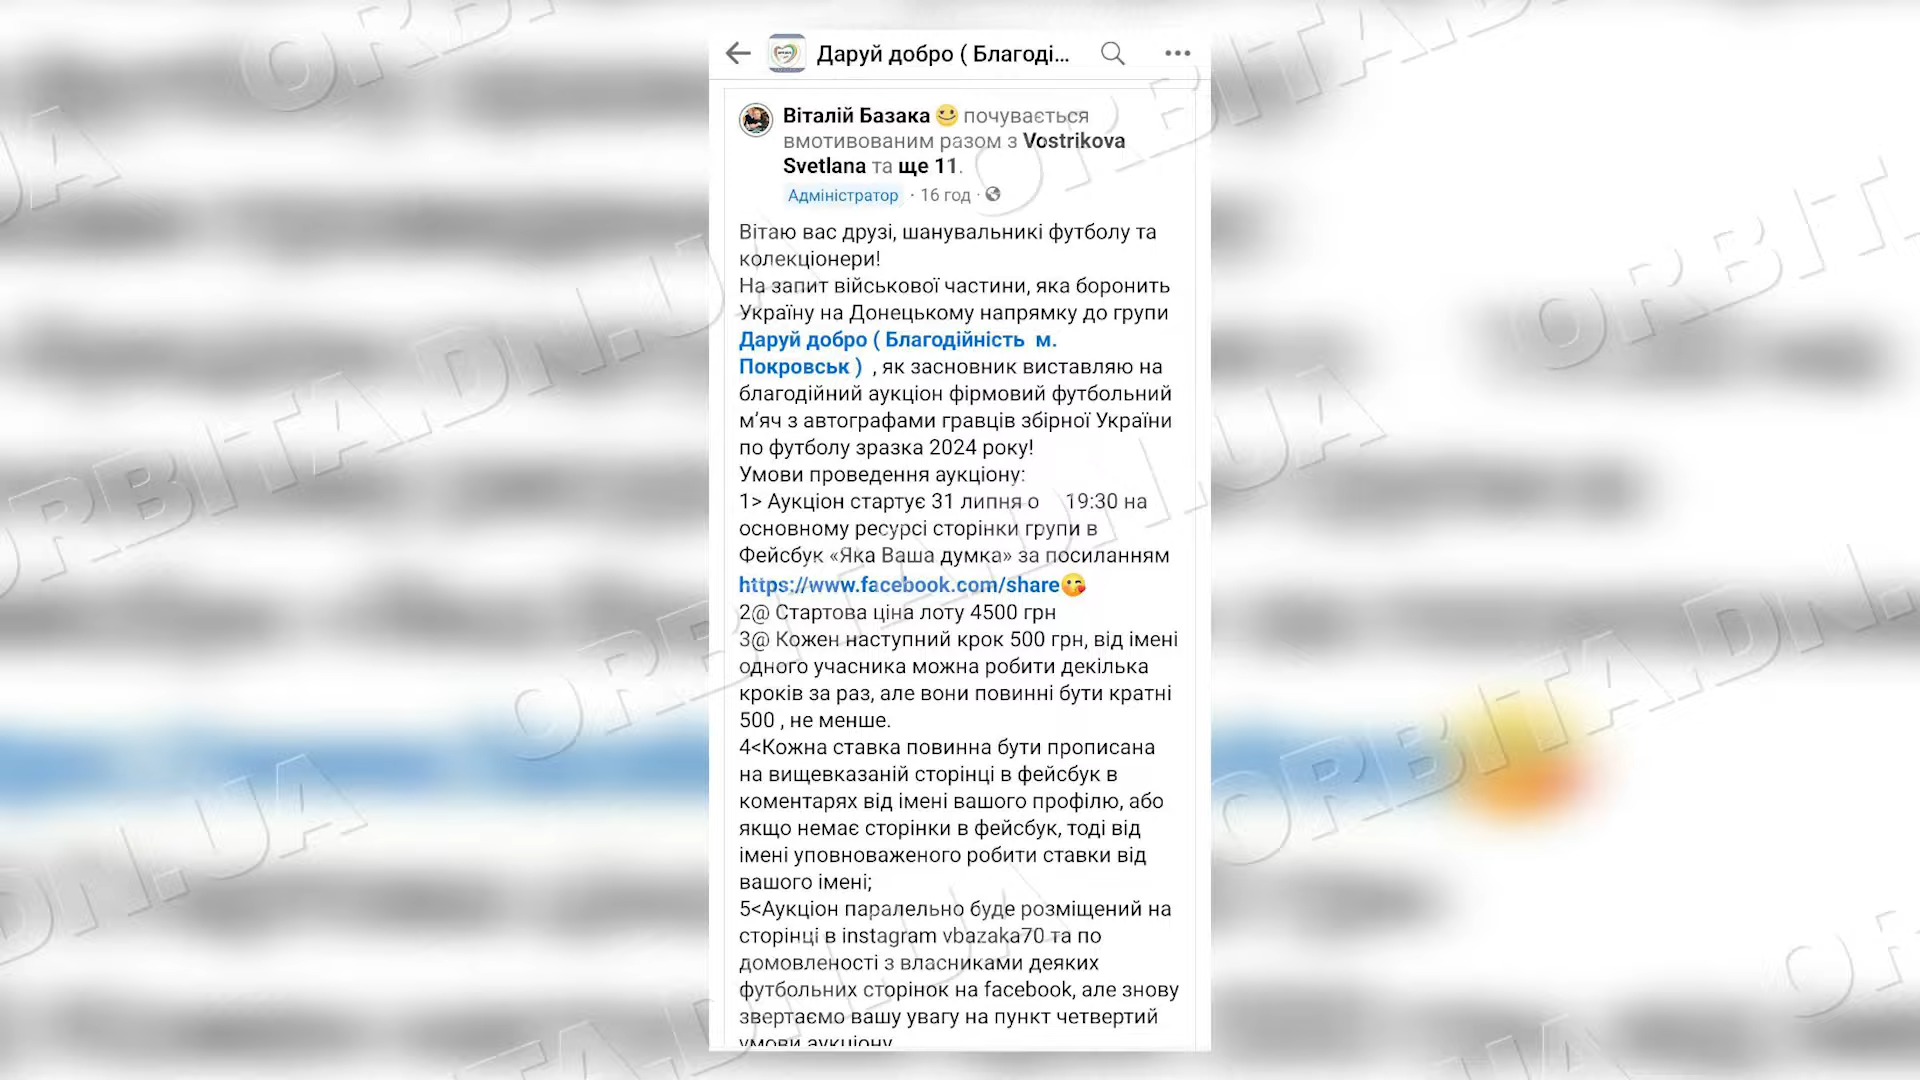 Даруй добро ( Благоді...
Віталій Базака почувається
вмотивованим разом з Vostrikova
Svetlana та ще 11.
Адміністратор · 16 год ·
Вітаю вас друзі, шанувальникі футболу та
колекціонери!
На запит військової частини, яка боронить
Україну на Донецькому напрямку до групи
Даруй добро ( Благодійність м.
Покровськ ) , як засновник виставляю на
благодійний аукціон фірмовий футбольний
м’яч з автографами гравців збірної України
по футболу зразка 2024 року!
Умови проведення аукціону:
1> Аукціон стартує 31 липня о 19:30 на
основному ресурсі сторінки групи в
Фейсбук «Яка Ваша думка» за посиланням
https://www.facebook.com/share😘
2@ Стартова ціна лоту 4500 грн
3@ Кожен наступний крок 500 грн, від імені
одного учасника можна робити декілька
кроків за раз, але вони повинні бути кратні
500 , не менше.
4<Кожна ставка повинна бути прописана
на вищевказаній сторінці в фейсбук в
коментарях від імені вашого профілю, або
якщо немає сторінки в фейсбук, тоді від
імені уповноваженого робити ставки від
вашого імені;
5<Аукціон паралельно буде розміщений на
сторінці в instagram vbazaka70 та по
домовленості з власниками деяких
футбольних сторінок на facebook, але знову
звертаємо вашу увагу на пункт четвертий
умови аукціону
ORBITA.DN.UA